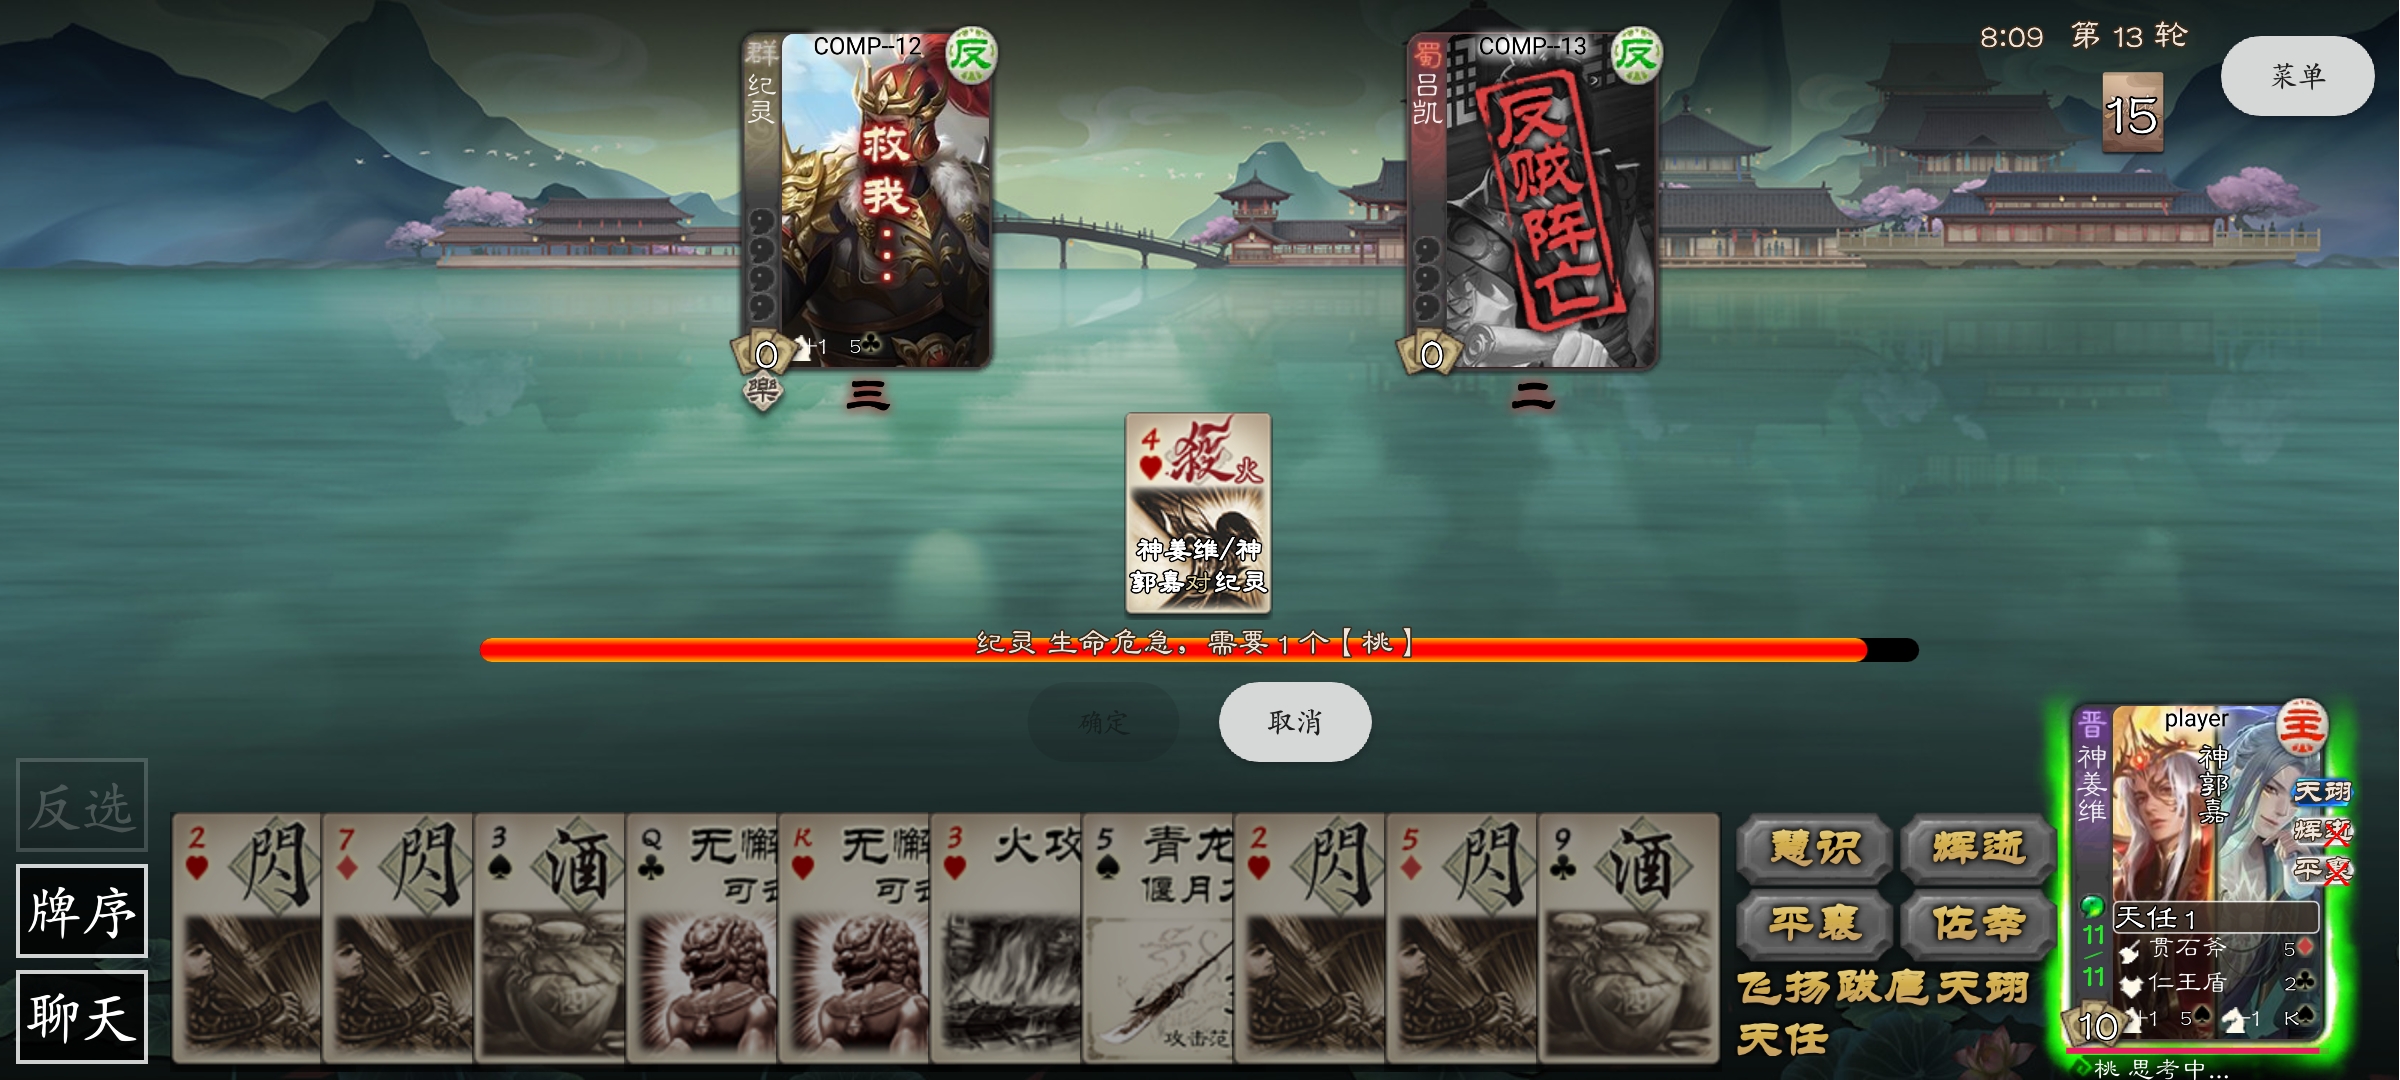 8:09 第 13 轮
菜单
15
COMP--12
反
群
纪灵
救我...
0
+1 5♣
樂
三
COMP--13
反
蜀
吕凯
反贼阵亡
0
二
4 殺 火
神姜维/神
郭嘉对纪灵
纪灵 生命危急，需要1个【桃】
确定
取消
反选
牌序
聊天
2 閃
7 閃
3 酒
Q 无懈
可
K 无懈
可
3 火攻
5 青龙
偃月
攻击范
2 閃
5 閃
9 酒
慧识
辉逝
平襄
佐幸
飞扬跋扈天翊
天任
player
主
晋
神姜维
神郭嘉
天翊
辉逝
平襄
11
/
11
天任1
贯石斧 5♦
仁王盾 2♣
+1 5♠ -1 K♠
10
桃 思考中...